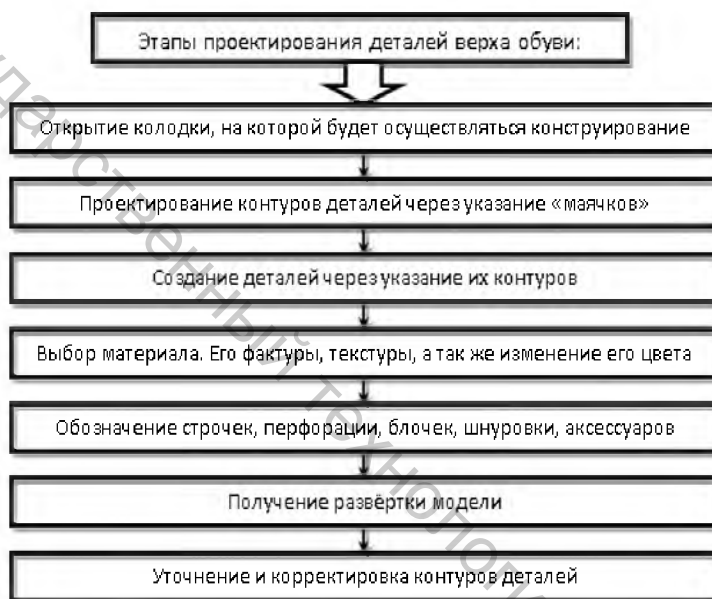 Этапы проектирования деталей верха обуви:
Открытие колодки, на которой будет осуществляться конструирование
Проектирование контуров деталей через указание «маячков»
Создание деталей через указание их контуров
Выбор материала. Его фактуры, текстуры, а так же изменение его цвета
Обозначение строчек, перфорации, блочек, шнуровки, аксессуаров
Получение развёртки модели
Уточнение и корректировка контуров деталей